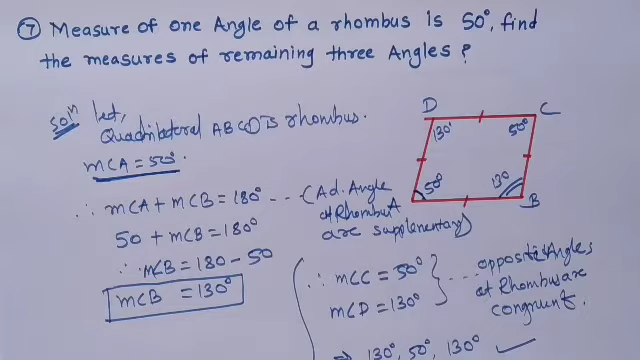 ⑦ Measure of one Angle of a rhombus is 50°, find
the measures of remaining three Angles?
Solⁿ let,
Quadrilateral ABCD is rhombus.
m∠A = 50°.
∴ m∠A + m∠B = 180° --- (Ad. Angle
of Rhombus
are supplementary)
50 + m∠B = 180°
∴ m∠B = 180 - 50
m∠B = 130°
D
C
130°
50°
50°
130
A
B
∴ m∠C = 50°
m∠D = 130°
--- opposite Angles
of Rhombus are
congruent.
⇒ 130°, 50°, 130°